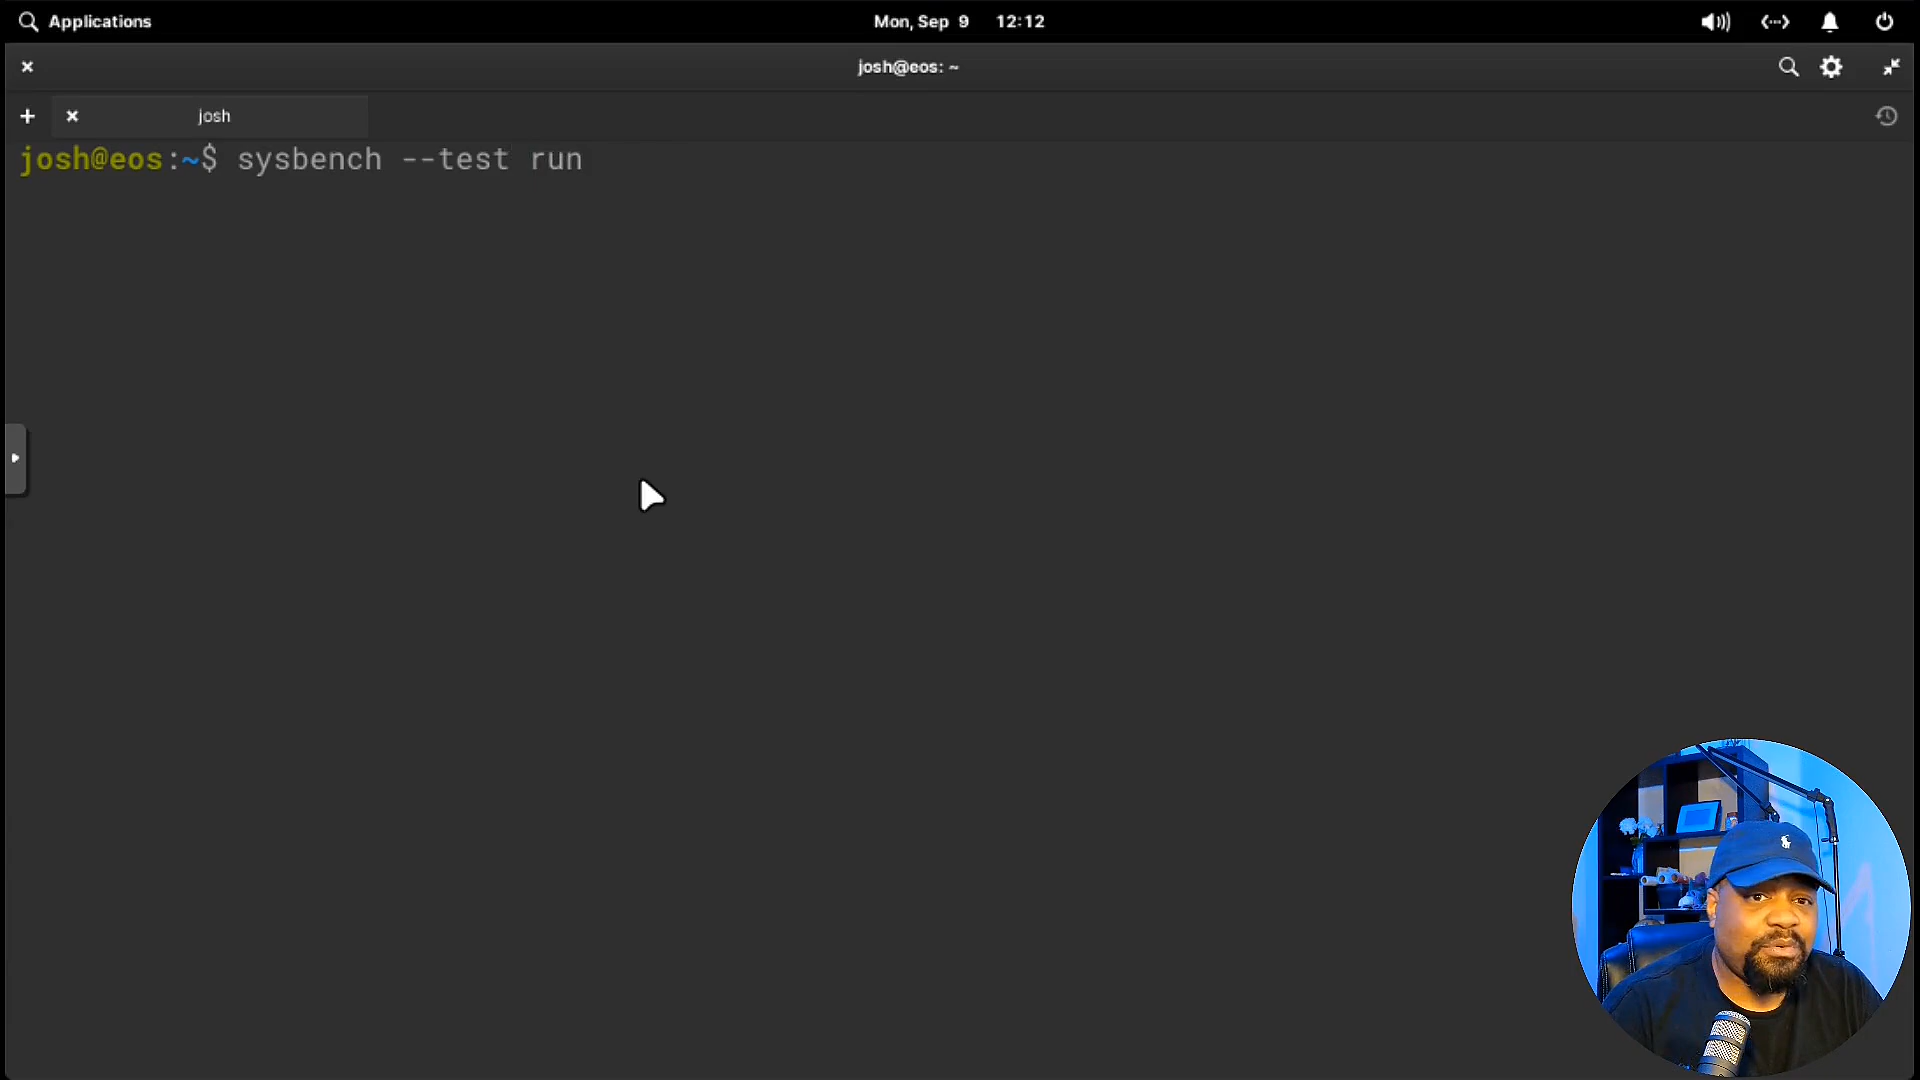 Applications
Mon, Sep 9 12:12
josh@eos: ~
josh
josh@eos:~$ sysbench --test run